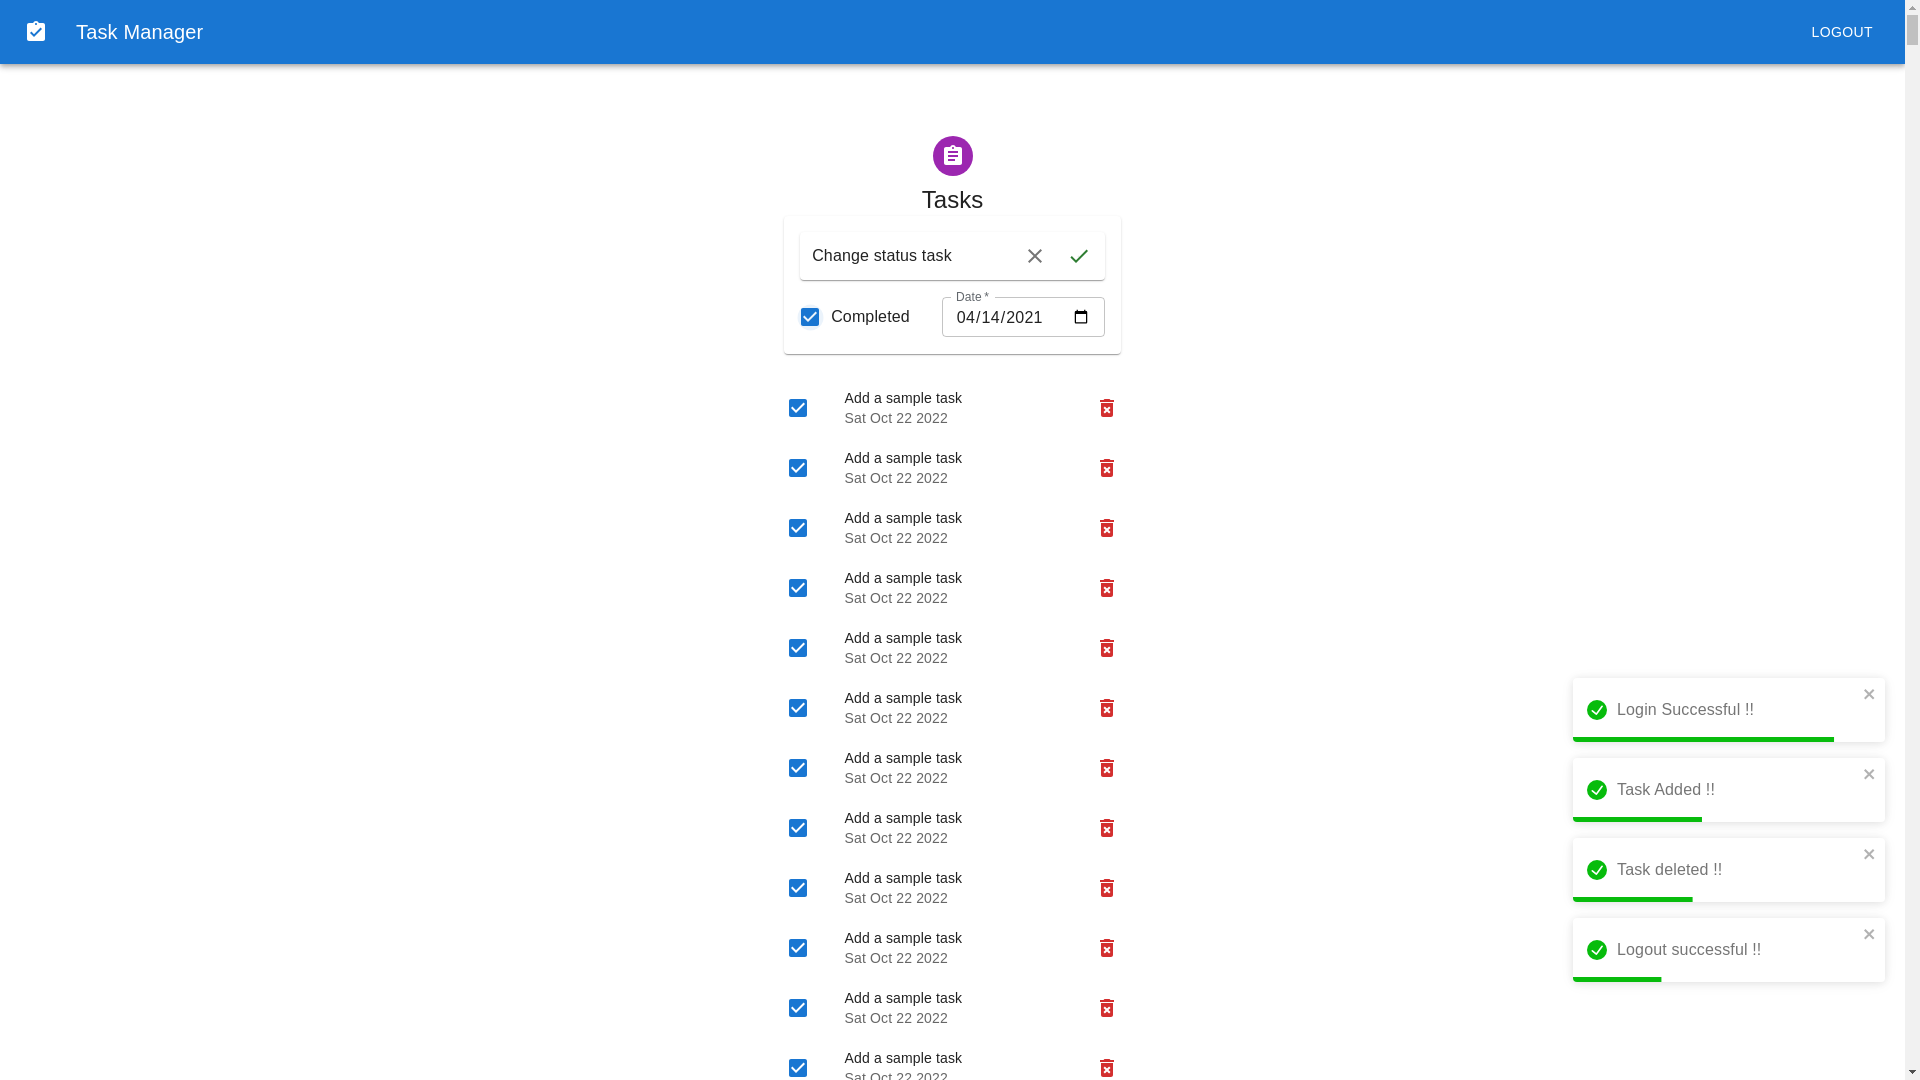 Task Manager
LOGOUT
Tasks
Change status task
Completed
Date *
04/14/2021
Add a sample task
Sat Oct 22 2022
Add a sample task
Sat Oct 22 2022
Add a sample task
Sat Oct 22 2022
Add a sample task
Sat Oct 22 2022
Add a sample task
Sat Oct 22 2022
Add a sample task
Sat Oct 22 2022
Add a sample task
Sat Oct 22 2022
Add a sample task
Sat Oct 22 2022
Add a sample task
Sat Oct 22 2022
Add a sample task
Sat Oct 22 2022
Add a sample task
Sat Oct 22 2022
Add a sample task
Sat Oct 22 2022
Login Successful !!
Task Added !!
Task deleted !!
Logout successful !!